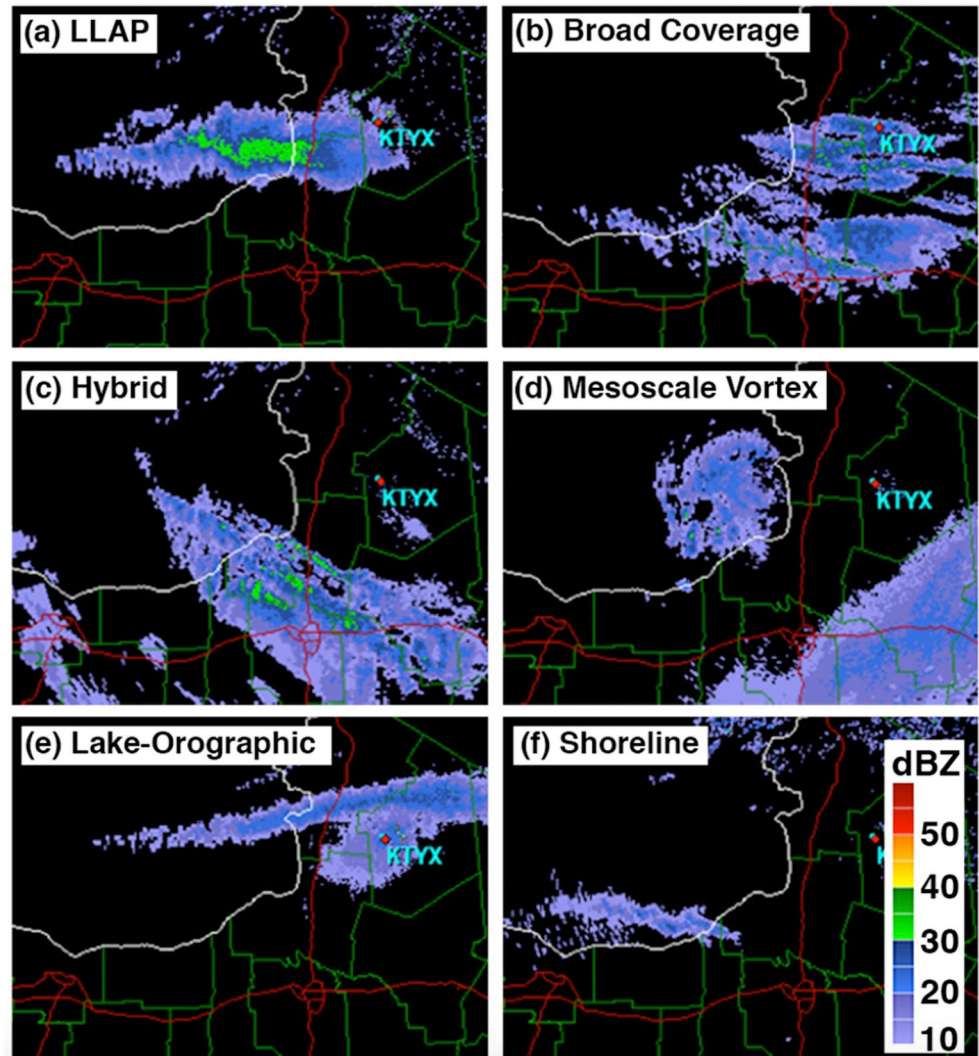 (a) LLAP
KTYX
(b) Broad Coverage
KTYX
(c) Hybrid
KTYX
(d) Mesoscale Vortex
KTYX
(e) Lake-Orographic
KTYX
(f) Shoreline
K
dBZ
50
40
30
20
10